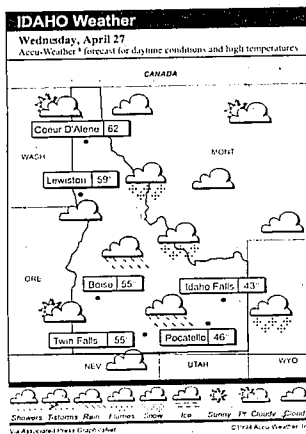 IDAHO Weather
Wednesday, April 27
Accu-Weather® forecast for daytime conditions and high temperatures
CANADA
Coeur D'Alene 62
WASH
MONT
Lewiston 59°
ORE
Boise 55°
Idaho Falls 43°
Twin Falls 55°
Pocatello 46°
NEV
UTAH
WYO
Showers T-storms Rain Flurries Snow Ice Sunny Pt. Cloudy Cloudy
Via Associated Press GraphicsNet
©1994 Accu-Weather